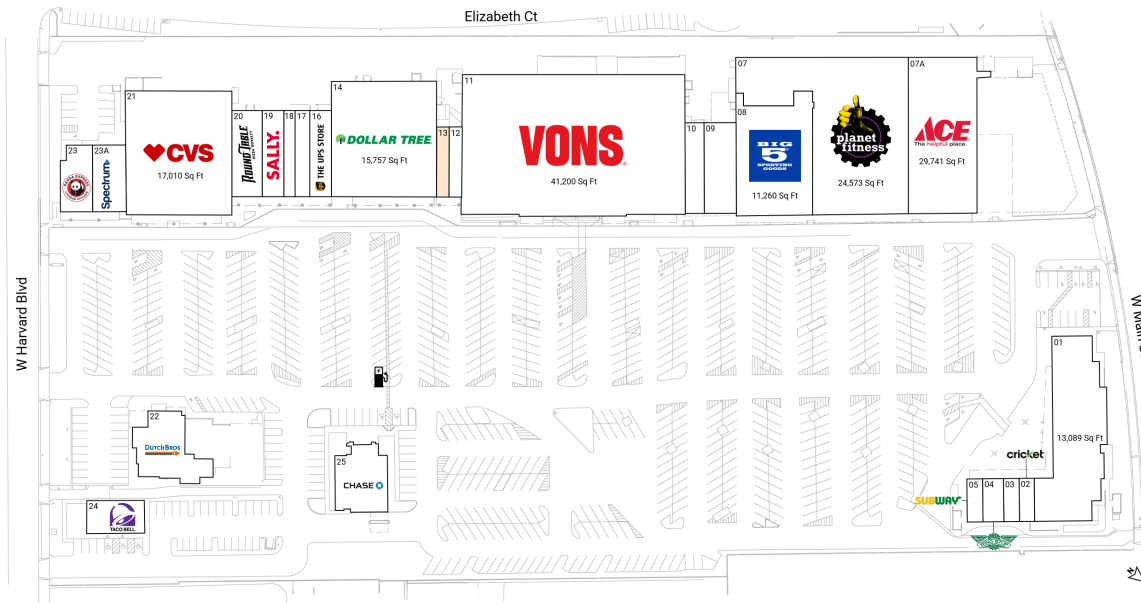 Elizabeth Ct
W Harvard Blvd
21
CVS
17,010 Sq Ft
23
PANDA EXPRESS
23A
Spectrum
20
ROUND TABLE
PIZZA ROYALTY
19
SALLY.
18
17
16
THE UPS STORE
14
DOLLAR TREE.
15,757 Sq Ft
13
12
11
VONS
41,200 Sq Ft
10
09
07
08
BIG
5
SPORTING
GOODS
11,260 Sq Ft
planet
fitness
24,573 Sq Ft
07A
ACE
The helpful place.
29,741 Sq Ft
01
13,089 Sq Ft
cricket
SUBWAY
05
04
03
02
22
DUTCH BROS
25
CHASE
24
TACO BELL
N